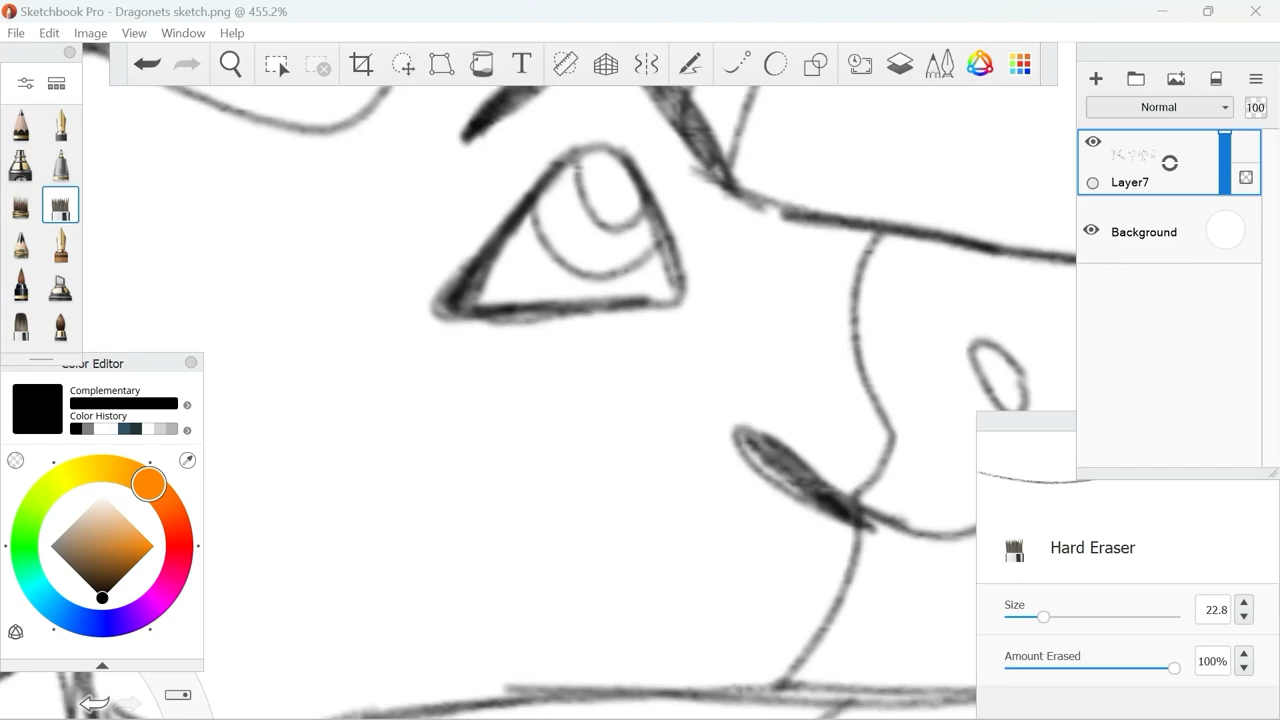 Sketchbook Pro - Dragonets sketch.png @ 455.2%
File Edit Image View Window Help
T
Normal
100
Layer7
Background
Color Editor
Complementary
Color History
Hard Eraser
Size
22.8
Amount Erased
100%